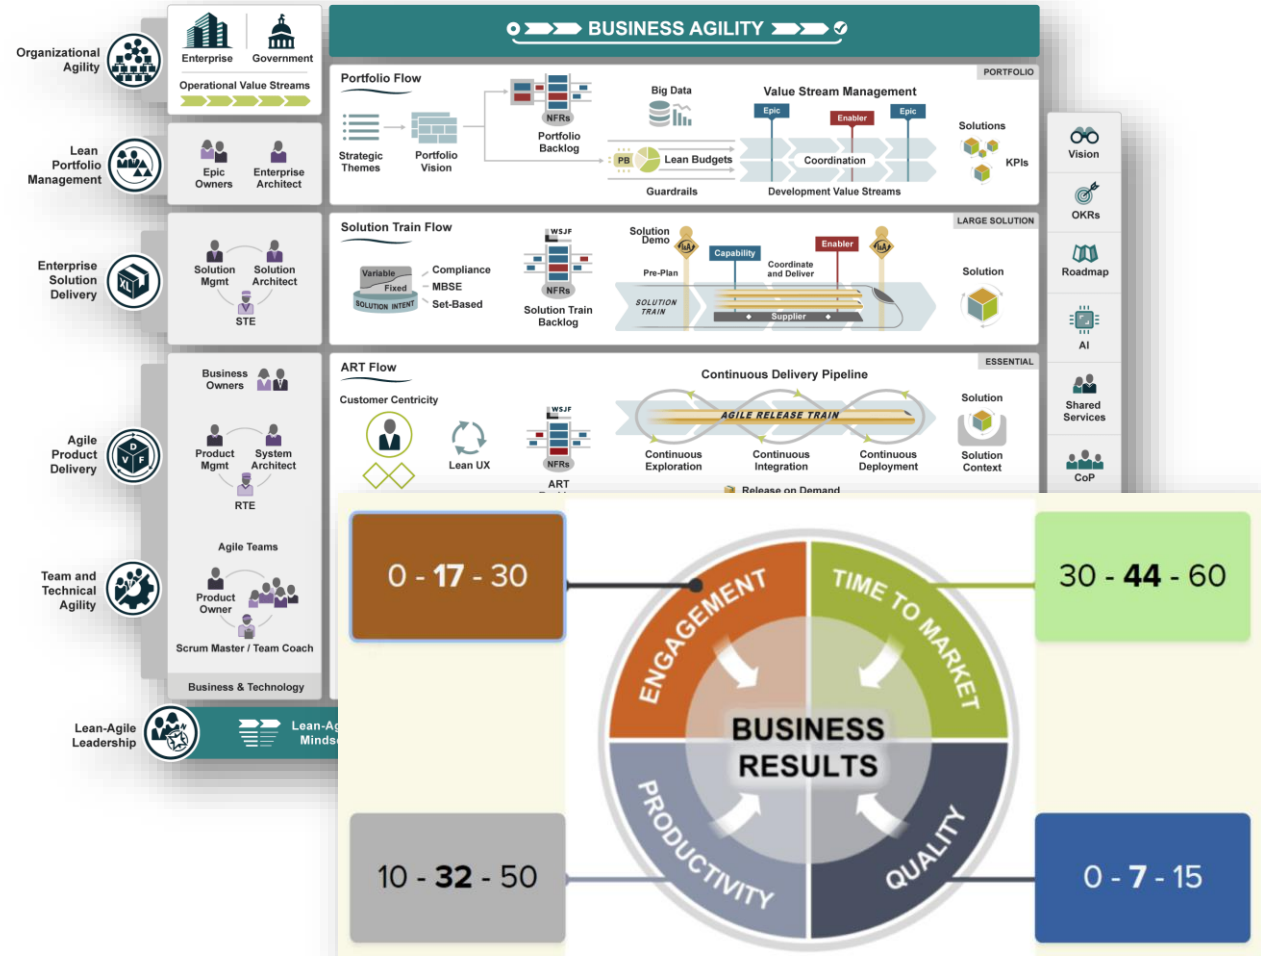 Organizational
Agility
Enterprise
Government
Operational Value Streams
BUSINESS AGILITY
Portfolio Flow
PORTFOLIO
Strategic
Themes
Portfolio
Vision
NFRs
Portfolio
Backlog
Big Data
PB
Lean Budgets
Guardrails
Value Stream Management
Epic
Enabler
Epic
Coordination
Development Value Streams
Solutions
KPIs
Lean
Portfolio
Management
Epic
Owners
Enterprise
Architect
Enterprise
Solution
Delivery
Solution
Mgmt
Solution
Architect
STE
Solution Train Flow
LARGE SOLUTION
Variable
Fixed
SOLUTION INTENT
Compliance
MBSE
Set-Based
WSJF
NFRs
Solution Train
Backlog
Solution
Demo
Pre-Plan
I&A
Capability
Coordinate
and Deliver
Enabler
I&A
SOLUTION
TRAIN
Supplier
Solution
Agile
Product
Delivery
Business
Owners
Product
Mgmt
System
Architect
RTE
ART Flow
ESSENTIAL
Customer Centricity
Lean UX
WSJF
NFRs
ART
Continuous Delivery Pipeline
AGILE RELEASE TRAIN
Continuous
Exploration
Continuous
Integration
Continuous
Deployment
Release on Demand
Solution
Solution
Context
Vision
OKRs
Roadmap
AI
Shared
Services
CoP
Team and
Technical
Agility
Agile Teams
Product
Owner
Scrum Master / Team Coach
Business & Technology
Lean-Agile
Leadership
0 - 17 - 30
30 - 44 - 60
ENGAGEMENT
TIME TO MARKET
BUSINESS
RESULTS
PRODUCTIVITY
QUALITY
10 - 32 - 50
0 - 7 - 15